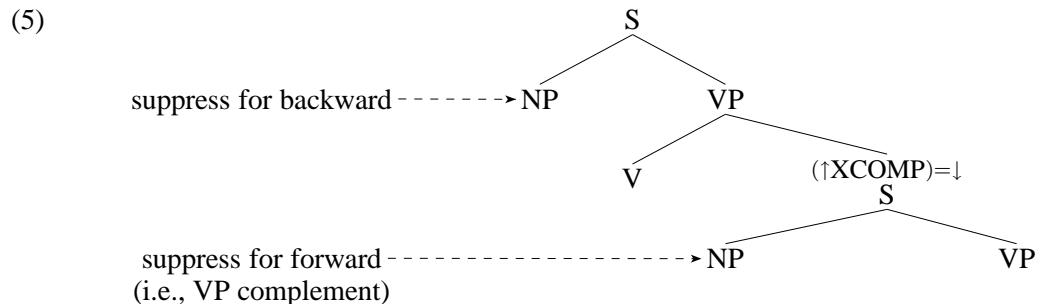 (5)
S
suppress for backward NP VP
V (↑XCOMP)=↓
S
suppress for forward NP VP
(i.e., VP complement)